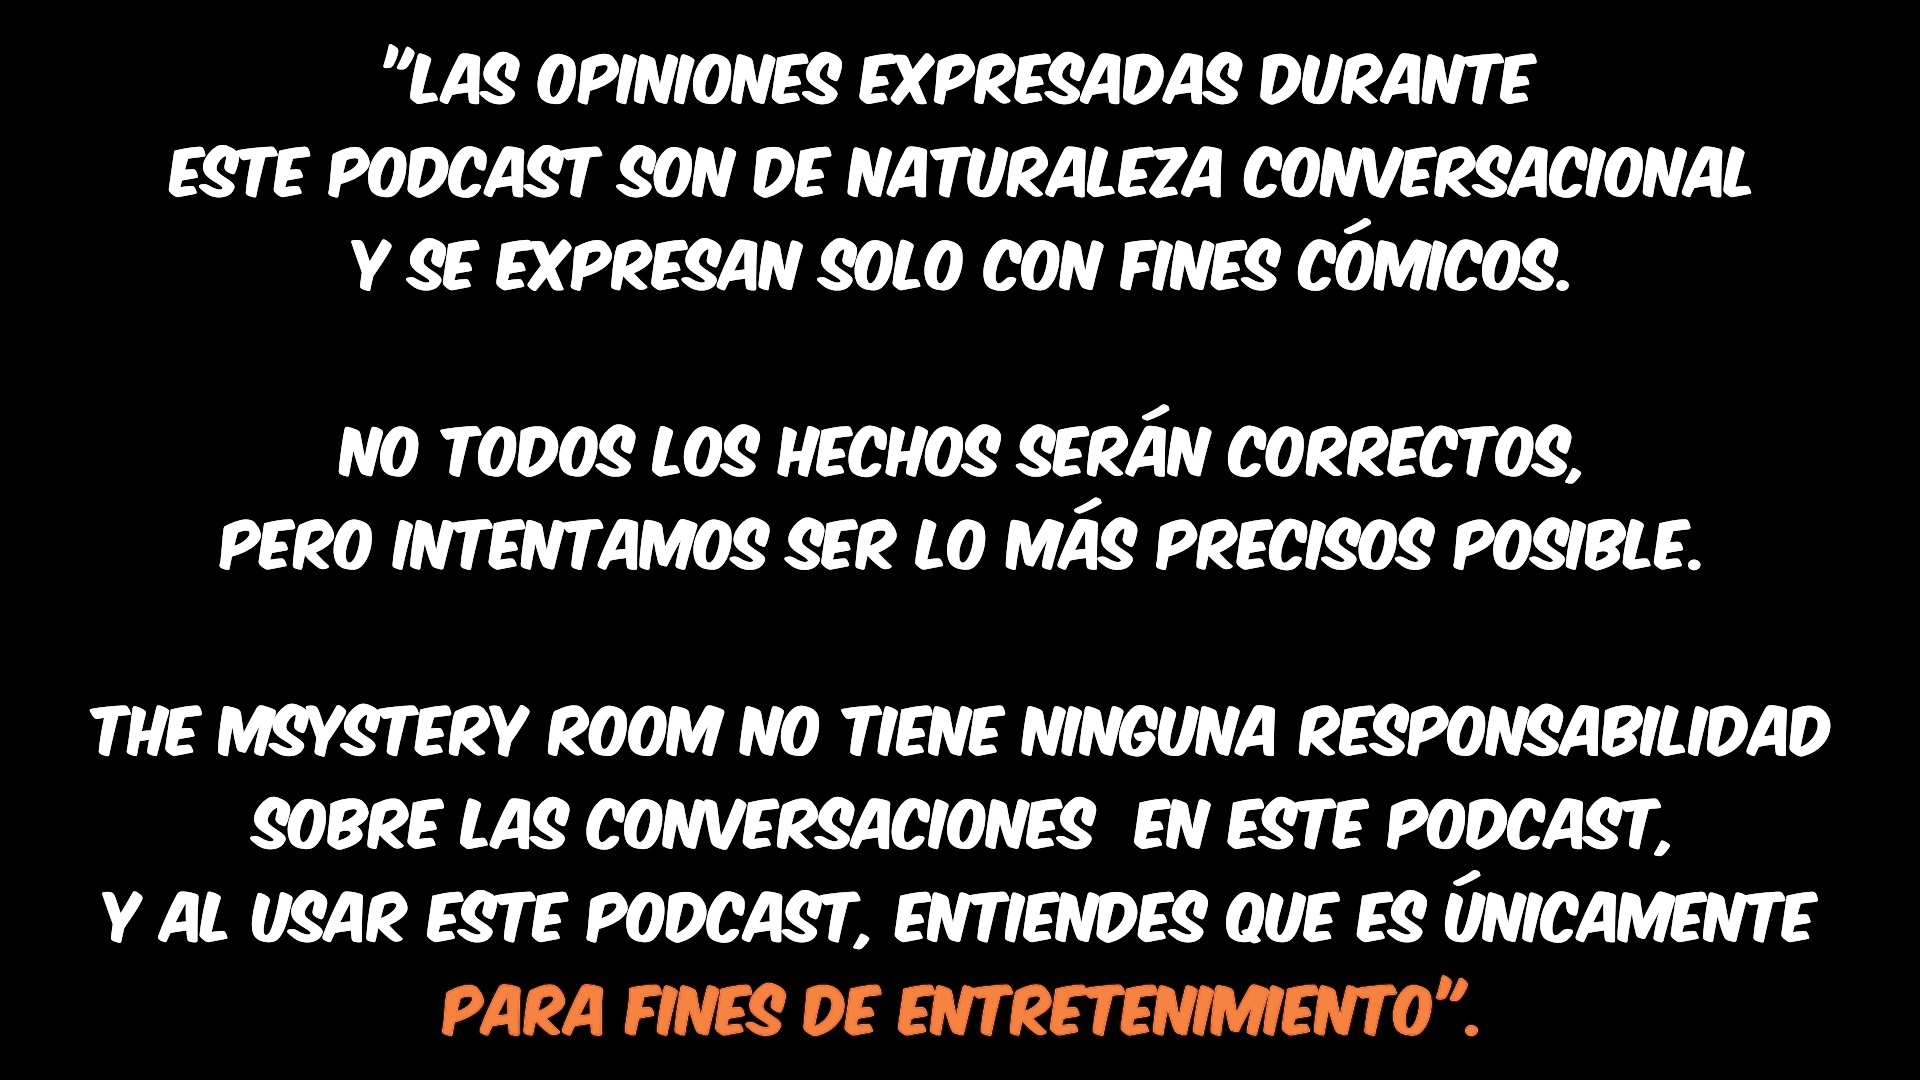 "LAS OPINIONES EXPRESADAS DURANTE
ESTE PODCAST SON DE NATURALEZA CONVERSACIONAL
Y SE EXPRESAN SOLO CON FINES CÓMICOS.
NO TODOS LOS HECHOS SERÁN CORRECTOS,
PERO INTENTAMOS SER LO MÁS PRECISOS POSIBLE.
THE MSYSTERY ROOM NO TIENE NINGUNA RESPONSABILIDAD
SOBRE LAS CONVERSACIONES EN ESTE PODCAST,
Y AL USAR ESTE PODCAST, ENTIENDES QUE ES ÚNICAMENTE
PARA FINES DE ENTRETENIMIENTO".